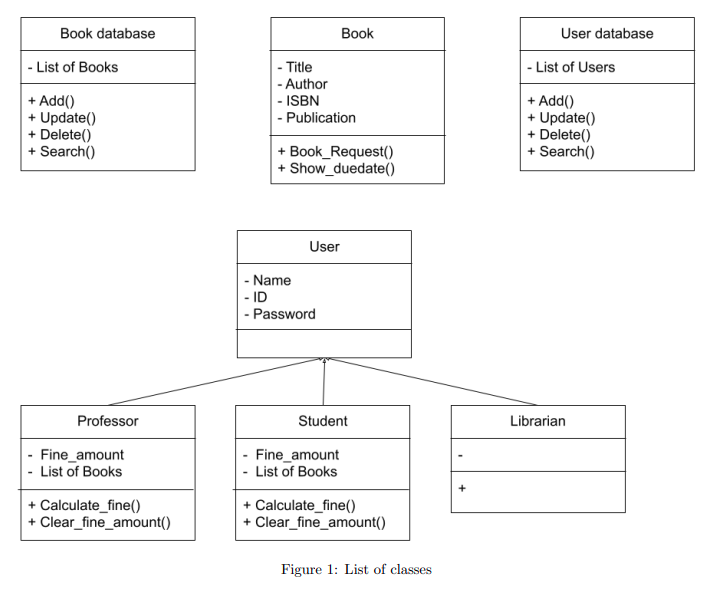 Book database
- List of Books
+ Add()
+ Update()
+ Delete()
+ Search()
Book
- Title
- Author
- ISBN
- Publication
+ Book_Request()
+ Show_duedate()
User database
- List of Users
+ Add()
+ Update()
+ Delete()
+ Search()
User
- Name
- ID
- Password
Professor
- Fine_amount
- List of Books
+ Calculate_fine()
+ Clear_fine_amount()
Student
- Fine_amount
- List of Books
+ Calculate_fine()
+ Clear_fine_amount()
Librarian
-
+
Figure 1: List of classes